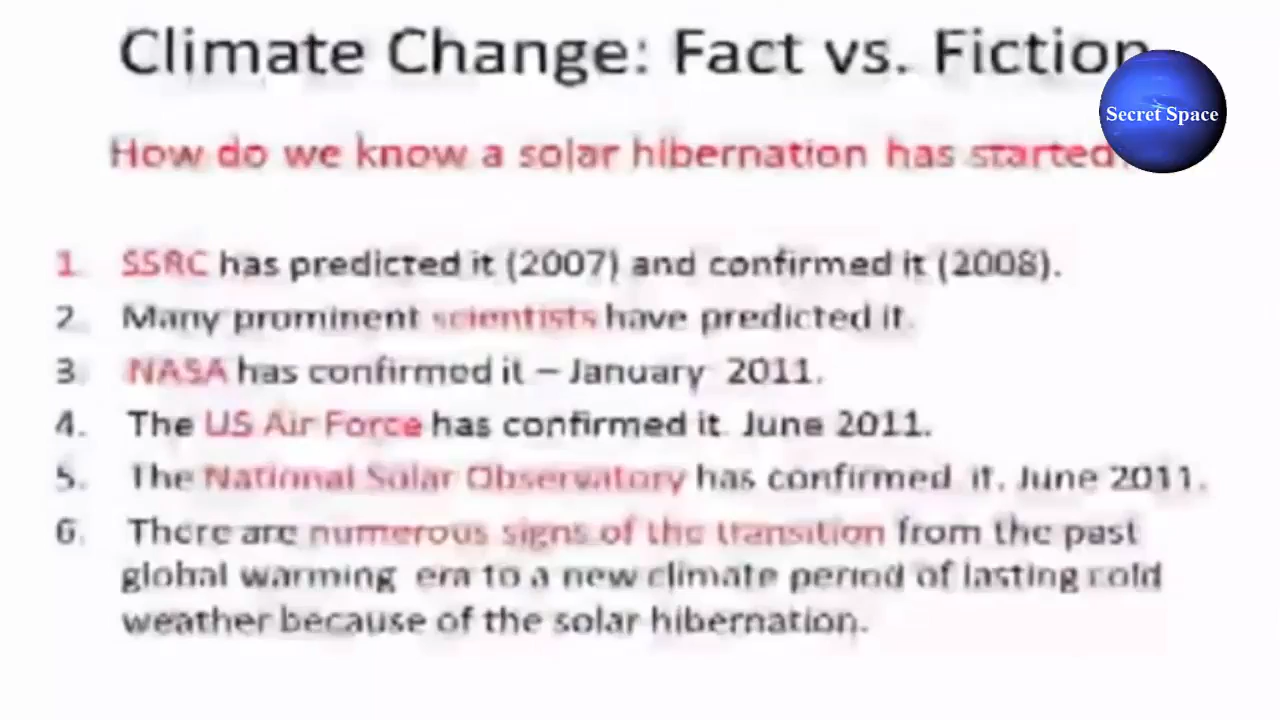 Climate Change: Fact vs. Fiction
Secret Space
How do we know a solar hibernation has started?
1. SSRC has predicted it (2007) and confirmed it (2008).
2. Many prominent scientists have predicted it.
3. NASA has confirmed it – January 2011.
4. The US Air Force has confirmed it. June 2011.
5. The National Solar Observatory has confirmed it. June 2011.
6. There are numerous signs of the transition from the past
global warming era to a new climate period of lasting cold
weather because of the solar hibernation.